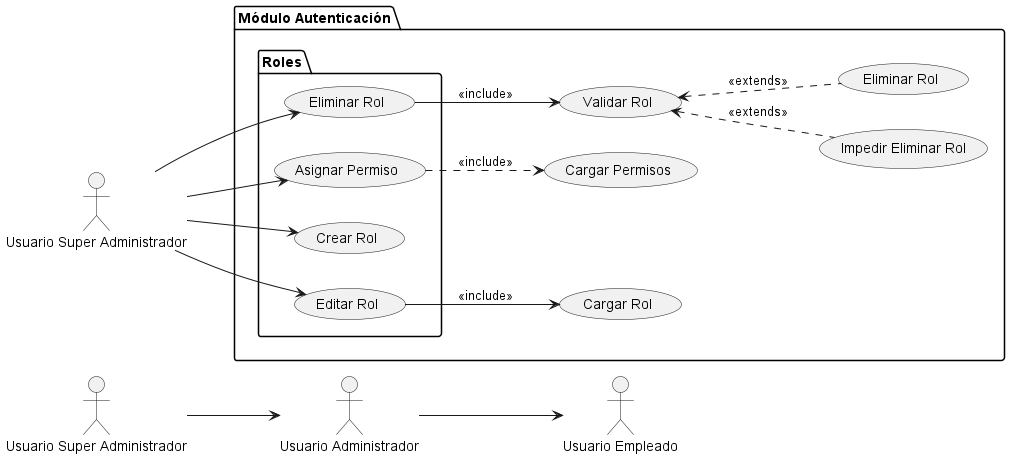 Módulo Autenticación
Roles
Eliminar Rol
«include»
Validar Rol
«extends»
Eliminar Rol
«extends»
Impedir Eliminar Rol
Asignar Permiso
«include»
Cargar Permisos
Usuario Super Administrador
Crear Rol
Editar Rol
«include»
Cargar Rol
Usuario Super Administrador
Usuario Administrador
Usuario Empleado